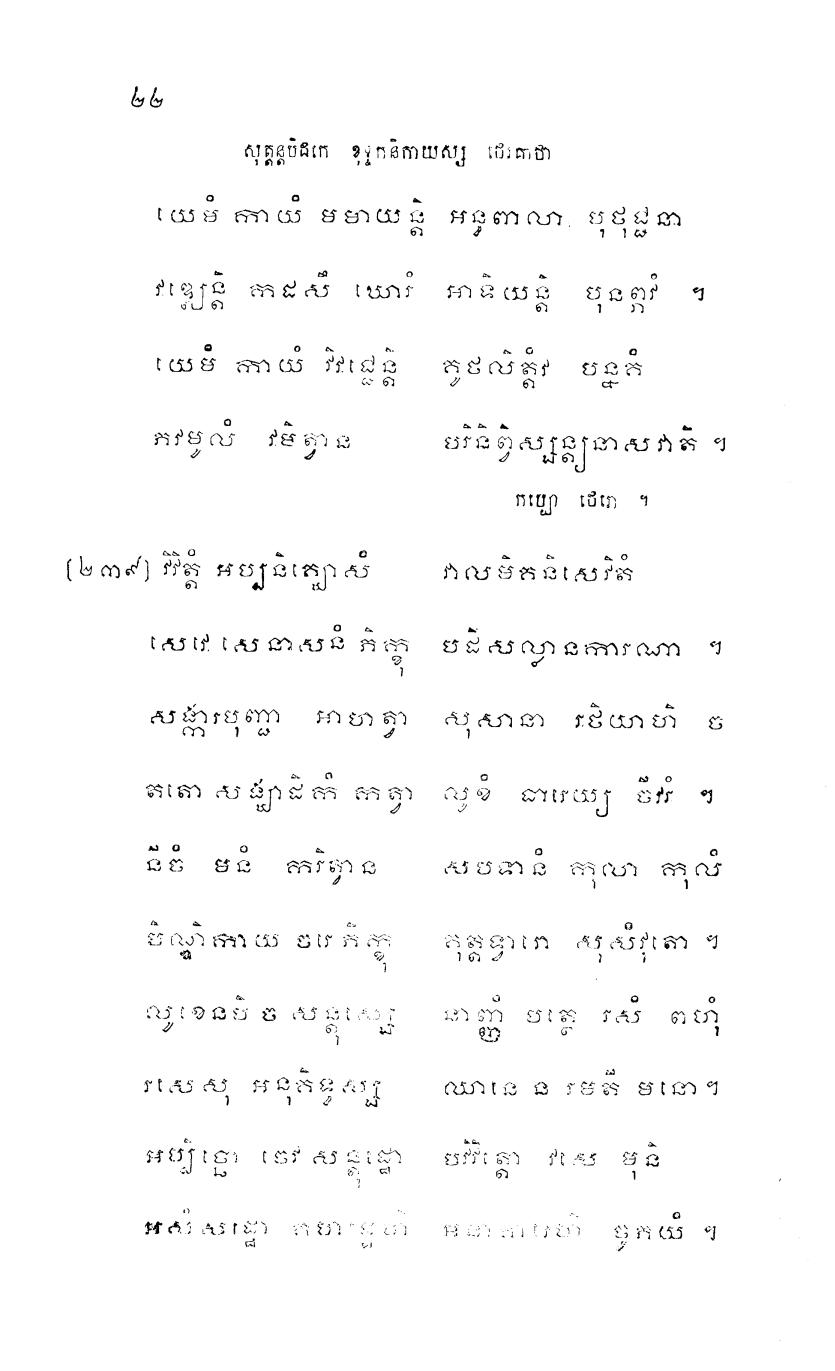 ២២
សុត្តន្តបិដកេ ខុទ្ទកនិកាយស្ស ថេរគាថា
យេមំ កាយំ មមាយន្តិ អន្ធពាលា បុថុជ្ជនា
វឌ្ឍេន្តិ កដសឹ ឃោរំ អាទិយន្តិ បុនព្ភវំ ។
យេមំ កាយំ វិវជ្ជេន្តិ គូថលិត្តំវ បន្នគំ
ភវមូលំ វមិត្វាន បរិនិព្វិស្សន្ត្យនាសវាតិ ។
កប្បោ ថេរោ ។
[២៣៩] វិវិត្តំ អប្បនិគ្ឃោសំ វាលមិគនិសេវិតំ
សេវេ សេនាសនំ ភិក្ខុ បដិសល្លានការណា ។
សង្ការបុញ្ជា អាហត្វា សុសានា រថិយាហិ ច
តតោ សង្ឃាដិកំ កត្វា លូខំ ធារេយ្យ ចីវរំ ។
នីចំ មនំ ករិត្វាន សបទានំ កុលា កុលំ
បិណ្ឌិកាយ ចរេ ភិក្ខុ គុត្តទ្វារោ សុសំវុតោ ។
លូខេនបិ ច សន្តុស្សេ នាញ្ញំ បត្ថេ រសំ ពហុំ
រសេសុ អនុគិទ្ធស្ស ឈានេ ន រមតី មនោ។
អប្បិច្ឆោ ចេវ សន្តុដ្ឋោ បវិវិត្តោ វសេ មុនិ
អសំសដ្ឋោ គហដ្ឋេហិ អនាគារេហិ ចូភយំ ។